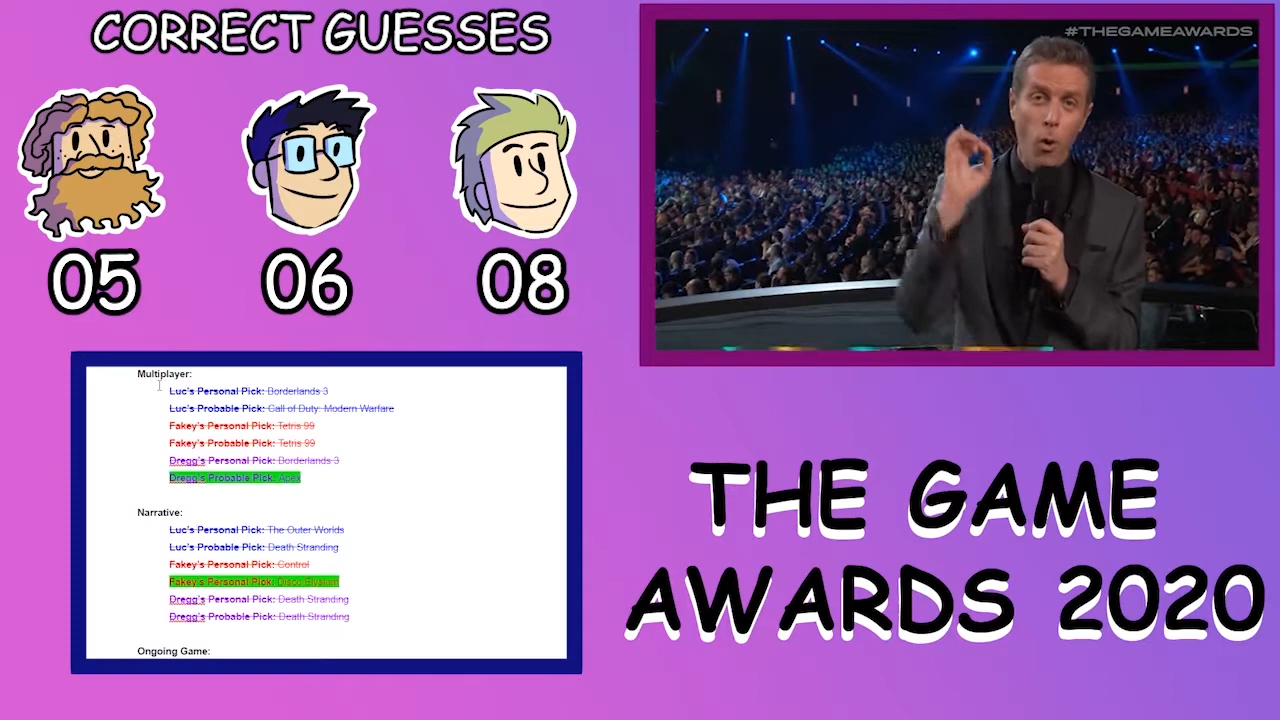 CORRECT GUESSES
05
06
08
#THEGAMEAWARDS
Multiplayer:
Luc's Personal Pick: Borderlands 3
Luc's Probable Pick: Call of Duty: Modern Warfare
Fakey's Personal Pick: Tetris 99
Fakey's Probable Pick: Tetris 99
Dregg's Personal Pick: Borderlands 3
Dregg's Probable Pick: Apex
Narrative:
Luc's Personal Pick: The Outer Worlds
Luc's Probable Pick: Death Stranding
Fakey's Personal Pick: Control
Fakey's Personal Pick: Disco Elysium
Dregg's Personal Pick: Death Stranding
Dregg's Probable Pick: Death Stranding
Ongoing Game:
THE GAME
AWARDS 2020